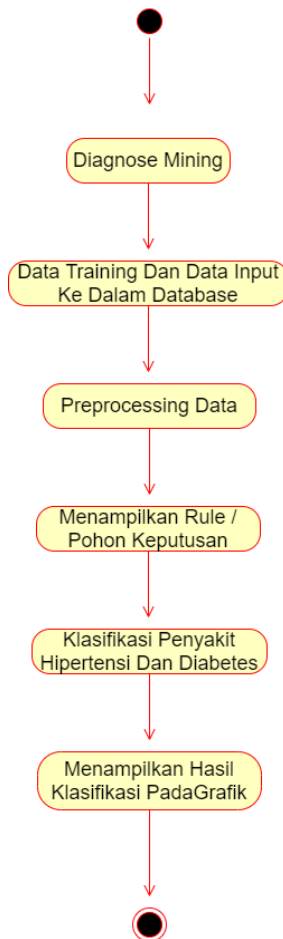 Diagnose Mining
Data Training Dan Data Input
Ke Dalam Database
Preprocessing Data
Menampilkan Rule /
Pohon Keputusan
Klasifikasi Penyakit
Hipertensi Dan Diabetes
Menampilkan Hasil
Klasifikasi PadaGrafik